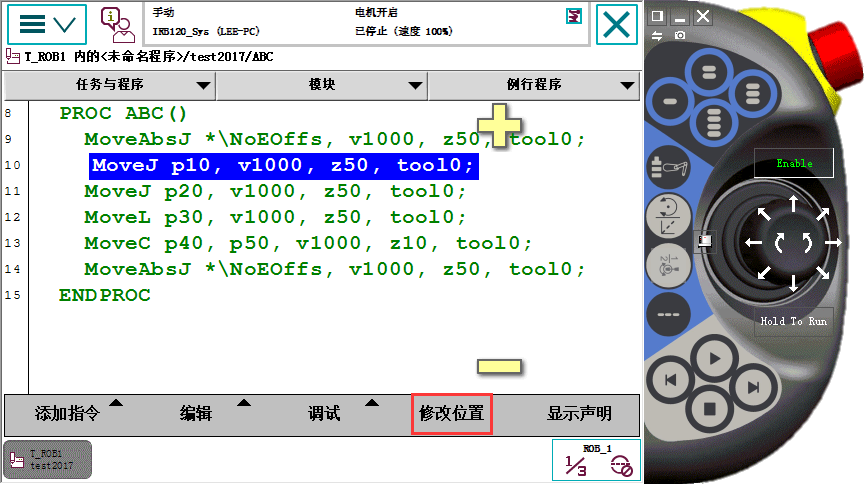 手动
IRB120_Sys (LEE-PC)
电机开启
已停止 (速度 100%)
T_ROB1 内的<未命名程序>/test2017/ABC
任务与程序 模块 例行程序
8 PROC ABC()
9 MoveAbsJ *\NoEOffs, v1000, z50, tool0;
10 MoveJ p10, v1000, z50, tool0;
11 MoveJ p20, v1000, z50, tool0;
12 MoveL p30, v1000, z50, tool0;
13 MoveC p40, p50, v1000, z10, tool0;
14 MoveAbsJ *\NoEOffs, v1000, z50, tool0;
15 ENDPROC
添加指令 编辑 调试 修改位置 显示声明
T_ROB1
test2017
ROB_1
1/3
Enable
Hold To Run